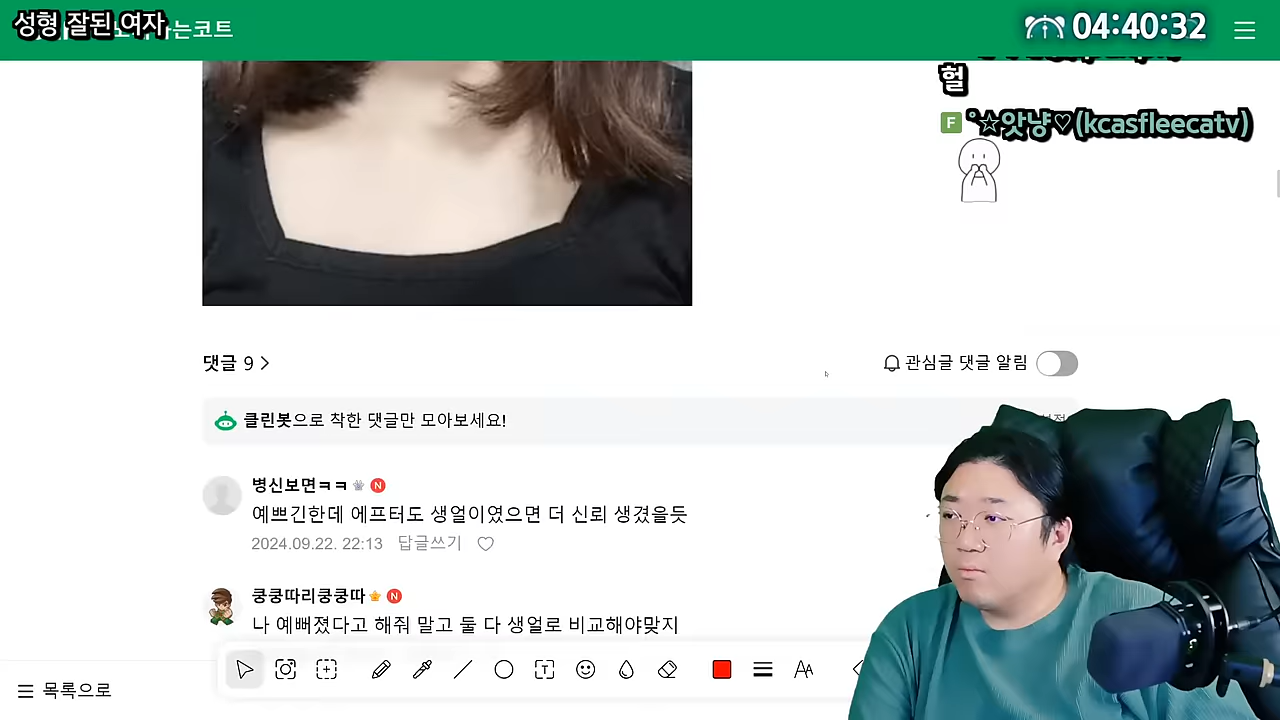 성형 잘된 여자
하는코트
04:40:32
헐
F °☆앗냥♡(kcasfleecatv)
댓글 9
관심글 댓글 알림
클린봇으로 착한 댓글만 모아보세요!
병신보면ㅋㅋ N
예쁘긴한데 에프터도 생얼이였으면 더 신뢰 생겼을듯
2024.09.22. 22:13 답글쓰기
쿵쿵따리쿵쿵따 N
나 예뻐졌다고 해줘 말고 둘 다 생얼로 비교해야맞지
목록으로